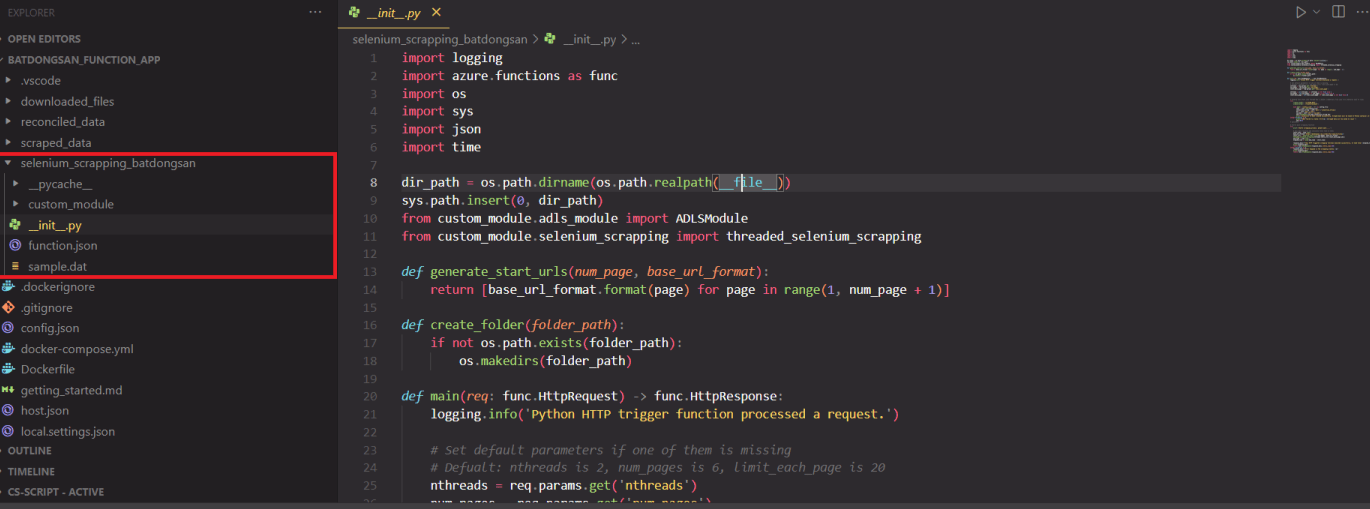 EXPLORER
···
OPEN EDITORS
BATDONGSAN_FUNCTION_APP
.vscode
downloaded_files
reconciled_data
scraped_data
selenium_scrapping_batdongsan
__pycache__
custom_module
__init__.py
function.json
sample.dat
.dockerignore
.gitignore
config.json
docker-compose.yml
Dockerfile
getting_started.md
host.json
local.settings.json
OUTLINE
TIMELINE
CS-SCRIPT - ACTIVE
__init__.py
selenium_scrapping_batdongsan > __init__.py > ...
1 import logging
2 import azure.functions as func
3 import os
4 import sys
5 import json
6 import time
7
8 dir_path = os.path.dirname(os.path.realpath(__file__))
9 sys.path.insert(0, dir_path)
10 from custom_module.adls_module import ADLSModule
11 from custom_module.selenium_scrapping import threaded_selenium_scrapping
12
13 def generate_start_urls(num_page, base_url_format):
14 return [base_url_format.format(page) for page in range(1, num_page + 1)]
15
16 def create_folder(folder_path):
17 if not os.path.exists(folder_path):
18 os.makedirs(folder_path)
19
20 def main(req: func.HttpRequest) -> func.HttpResponse:
21 logging.info('Python HTTP trigger function processed a request.')
22
23 # Set default parameters if one of them is missing
24 # Defualt: nthreads is 2, num_pages is 6, limit_each_page is 20
25 nthreads = req.params.get('nthreads')
26 num_pages = req.params.get('num_pages')